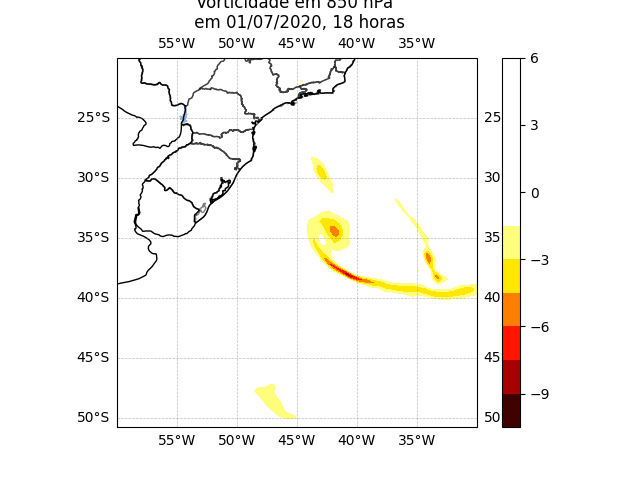 Vorticidade em 850 hPa
em 01/07/2020, 18 horas
55°W 50°W 45°W 40°W 35°W
25°S 25
30°S 30
35°S 35
40°S 40
45°S 45
50°S 50
55°W 50°W 45°W 40°W 35°W
6
3
0
−3
−6
−9